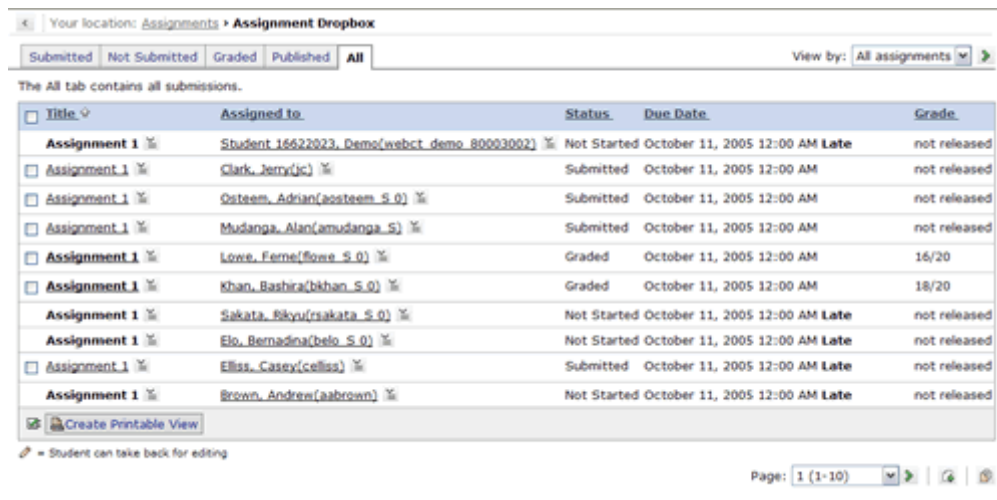 Your location: Assignments › Assignment Dropbox
Submitted Not Submitted Graded Published All View by: All assignments
The All tab contains all submissions.
Title Assigned to Status Due Date Grade
Assignment 1 Student 16622023, Demo(webct_demo_80003002) Not Started October 11, 2005 12:00 AM Late not released
Assignment 1 Clark, Jerry(jc) Submitted October 11, 2005 12:00 AM not released
Assignment 1 Osteem, Adrian(aosteem_S_0) Submitted October 11, 2005 12:00 AM not released
Assignment 1 Mudanga, Alan(amudanga_S) Submitted October 11, 2005 12:00 AM not released
Assignment 1 Lowe, Ferne(flowe_S_0) Graded October 11, 2005 12:00 AM 16/20
Assignment 1 Khan, Bashira(bkhan_S_0) Graded October 11, 2005 12:00 AM 18/20
Assignment 1 Sakata, Rikyu(rsakata_S_0) Not Started October 11, 2005 12:00 AM Late not released
Assignment 1 Elo, Bernadina(belo_S_0) Not Started October 11, 2005 12:00 AM Late not released
Assignment 1 Elliss, Casey(celliss) Submitted October 11, 2005 12:00 AM Late not released
Assignment 1 Brown, Andrew(aabrown) Not Started October 11, 2005 12:00 AM Late not released
Create Printable View
= Student can take back for editing
Page: 1 (1-10)